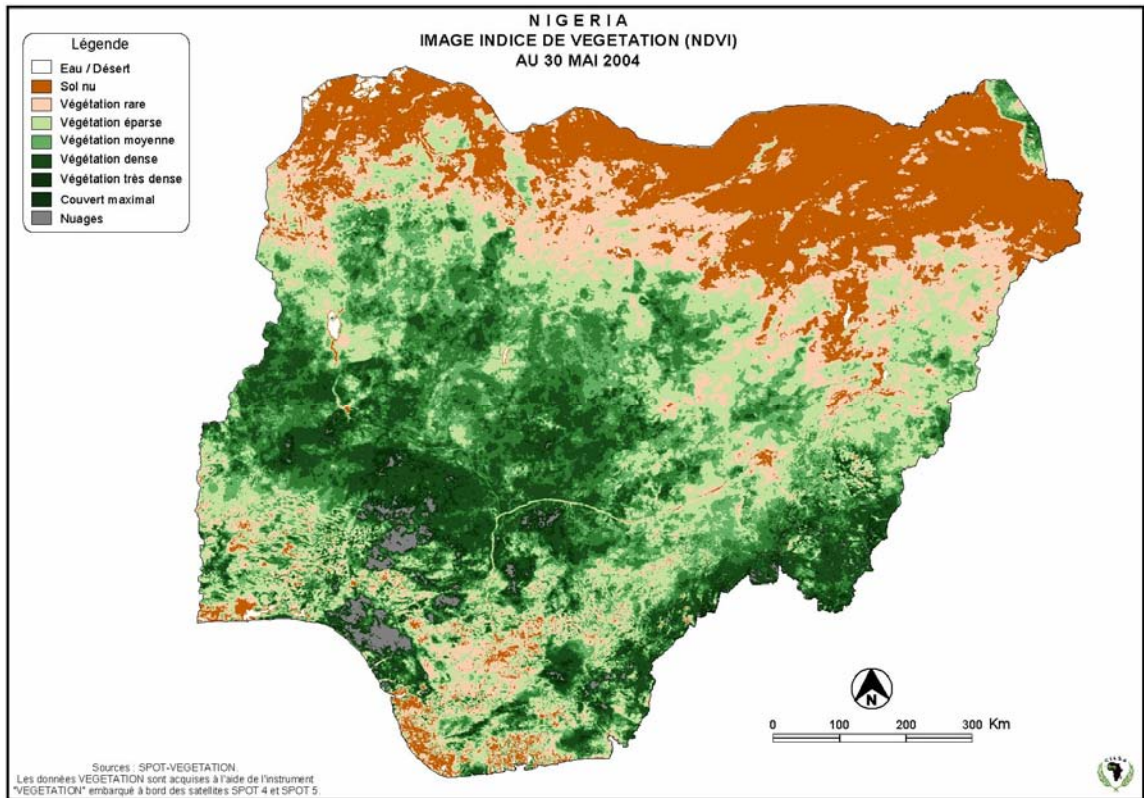 NIGERIA
IMAGE INDICE DE VEGETATION (NDVI)
AU 30 MAI 2004
Légende
Eau / Désert
Sol nu
Végétation rare
Végétation éparse
Végétation moyenne
Végétation dense
Végétation très dense
Couvert maximal
Nuages
N
0 100 200 300 Km
Sources : SPOT-VEGETATION
Les données VEGETATION sont acquises à l'aide de l'instrument
"VEGETATION" embarqué à bord des satellites SPOT 4 et SPOT 5.
CILSS